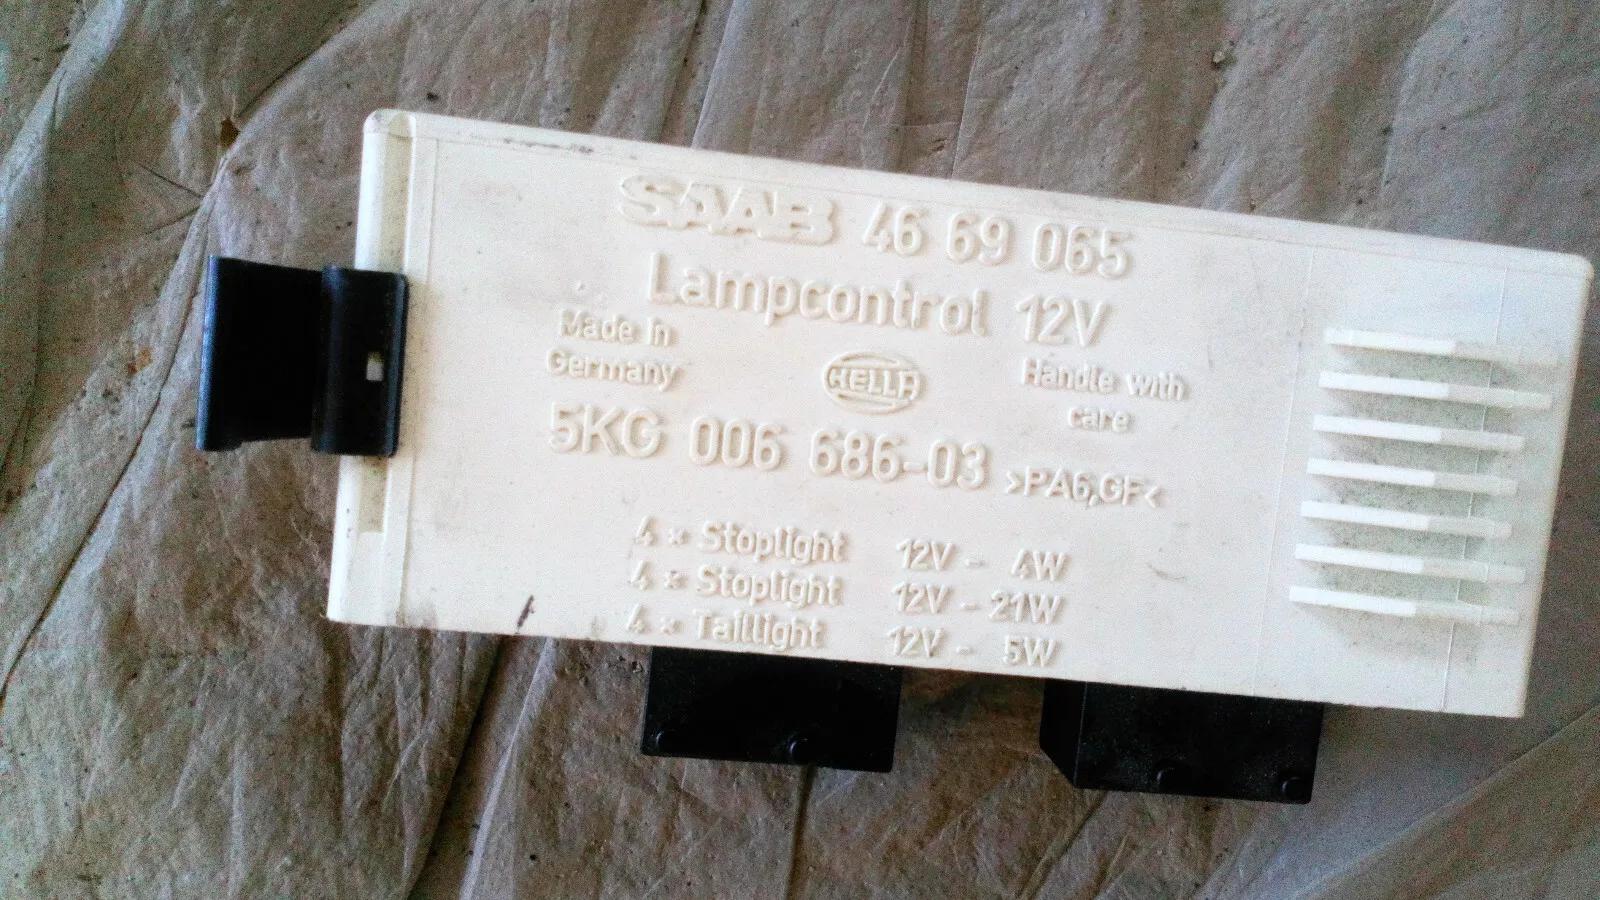 SAAB 46 69 065
Lampcontrol 12V
Made in Germany
HELLA
Handle with care
5KG 006 686-03 >PA6,GF<
4 x Stoplight 12V - 4W
4 x Stoplight 12V - 21W
4 x Taillight 12V - 5W